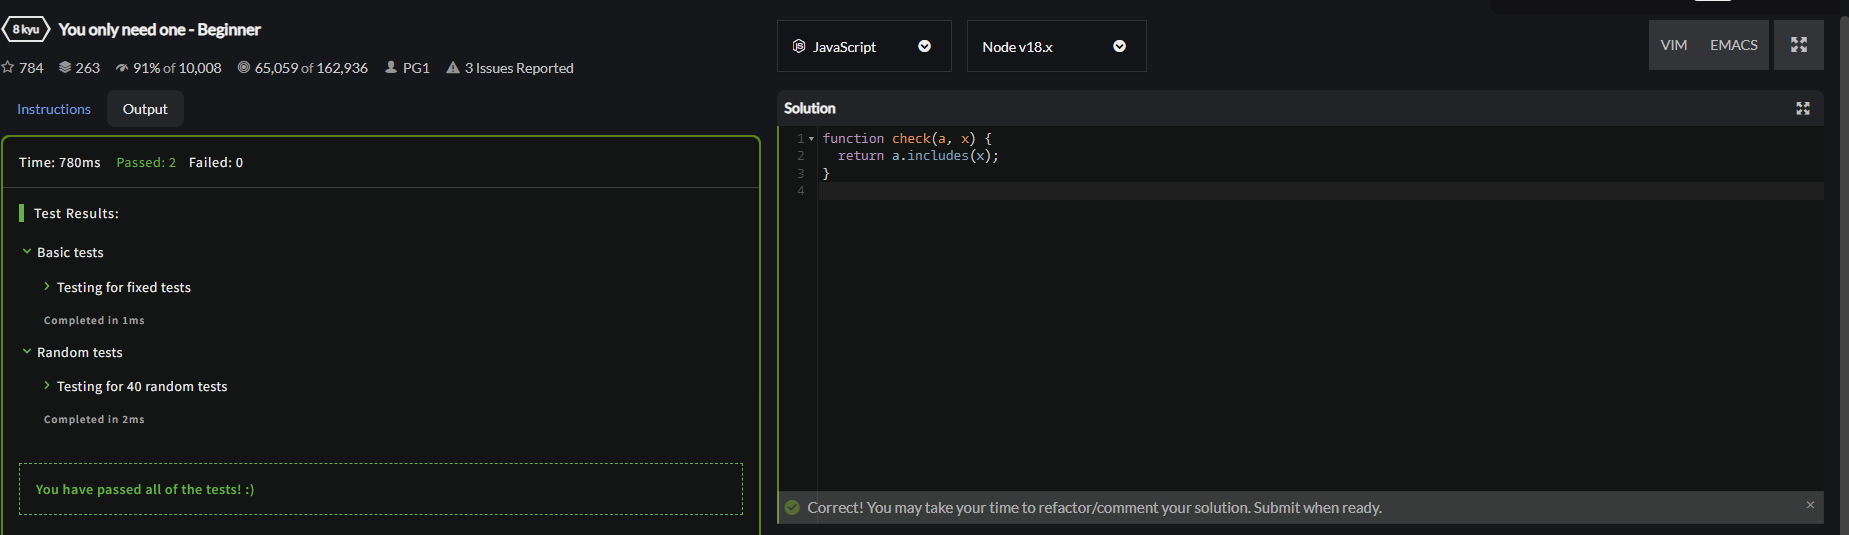 8 kyu You only need one - Beginner
784 263 91% of 10,008 65,059 of 162,936 PG1 3 Issues Reported
Instructions Output
Time: 780ms Passed: 2 Failed: 0
Test Results:
Basic tests
Testing for fixed tests
Completed in 1ms
Random tests
Testing for 40 random tests
Completed in 2ms
You have passed all of the tests! :)
JS JavaScript Node v18.x VIM EMACS
Solution
1 function check(a, x) {
2 return a.includes(x);
3 }
4
Correct! You may take your time to refactor/comment your solution. Submit when ready. ×